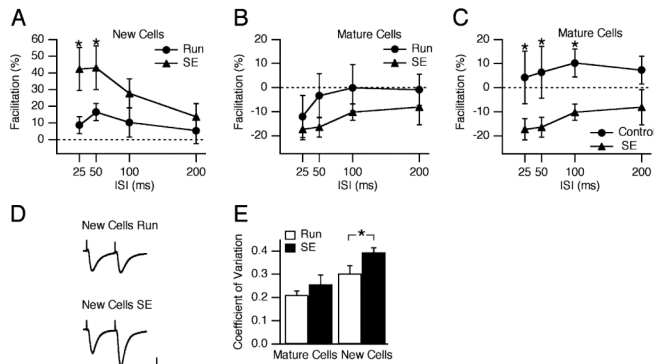 A
New Cells
Facilitation (%)
60
50
40
30
20
10
0
* *
Run
SE
25 50 100 200
ISI (ms)
B
Mature Cells
Facilitation (%)
20
10
0
-10
-20
Run
SE
25 50 100 200
ISI (ms)
C
Mature Cells
Facilitation (%)
20
10
0
-10
-20
* * *
Control
SE
25 50 100 200
ISI (ms)
D
New Cells Run
New Cells SE
E
Coefficient of Variation
0.4
0.3
0.2
0.1
0.0
Run
SE
*
Mature Cells New Cells